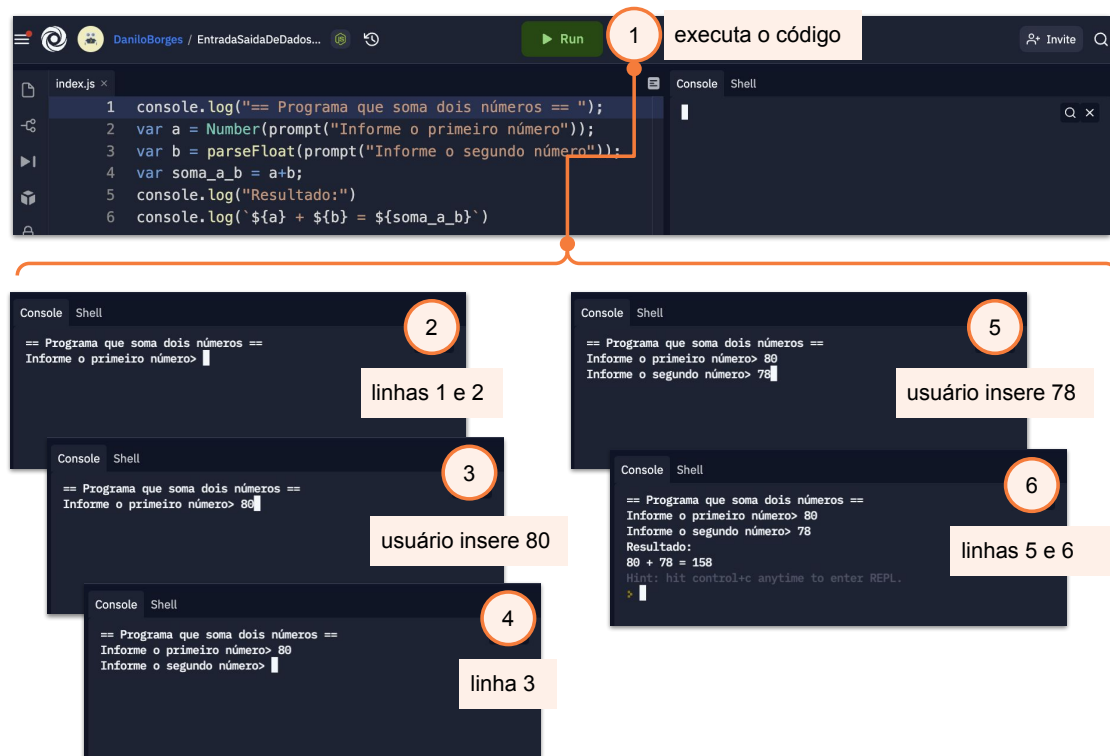 DaniloBorges / EntradaSaidaDeDados...
Run
1
executa o código
Invite
index.js ×
Console Shell
1 console.log("== Programa que soma dois números == ");
2 var a = Number(prompt("Informe o primeiro número"));
3 var b = parseFloat(prompt("Informe o segundo número"));
4 var soma_a_b = a+b;
5 console.log("Resultado:")
6 console.log(`${a} + ${b} = ${soma_a_b}`)
Console Shell
2
== Programa que soma dois números ==
Informe o primeiro número>
linhas 1 e 2
Console Shell
3
== Programa que soma dois números ==
Informe o primeiro número> 80
usuário insere 80
Console Shell
4
== Programa que soma dois números ==
Informe o primeiro número> 80
Informe o segundo número>
linha 3
Console Shell
5
== Programa que soma dois números ==
Informe o primeiro número> 80
Informe o segundo número> 78
usuário insere 78
Console Shell
6
== Programa que soma dois números ==
Informe o primeiro número> 80
Informe o segundo número> 78
Resultado:
80 + 78 = 158
Hint: hit control+c anytime to enter REPL.
>
linhas 5 e 6